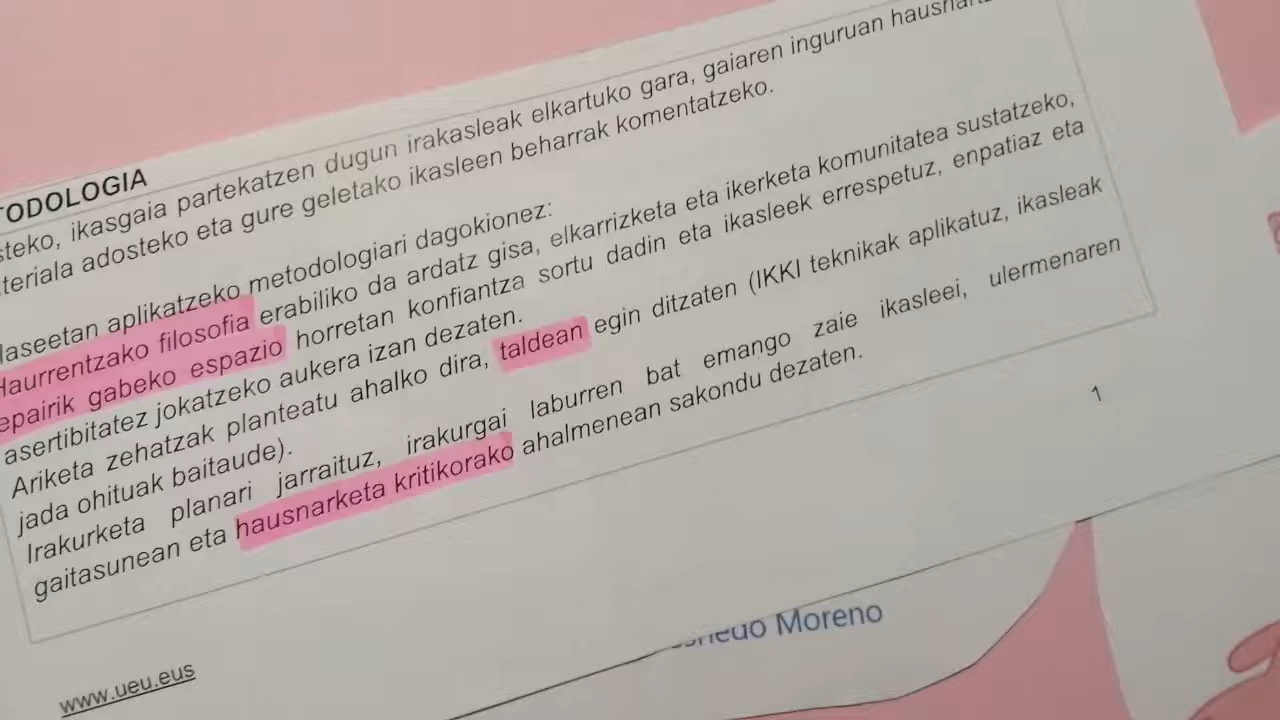 TODOLOGIA
steko, ikasgaia partekatzen dugun irakasleak elkartuko gara, gaiaren inguruan
teriala adosteko eta gure geletako ikasleen beharrak komentatzeko.
laseetan aplikatzeko metodologiari dagokionez:
Haurrentzako filosofia erabiliko da ardatz gisa, elkarrizketa eta ikerketa komunitatea sustatzeko,
epairik gabeko espazio horretan konfiantza sortu dadin eta ikasleek errespetuz, enpatiaz eta
asertibitatez jokatzeko aukera izan dezaten.
Ariketa zehatzak planteatu ahalko dira, taldean egin ditzaten (IKKI teknikak aplikatuz, ikasleak
jada ohituak baitaude).
Irakurketa planari jarraituz, irakurgai laburren bat emango zaie ikasleei, ulermenaren
gaitasunean eta hausnarketa kritikorako ahalmenean sakondu dezaten.
1
www.ueu.eus
Moreno